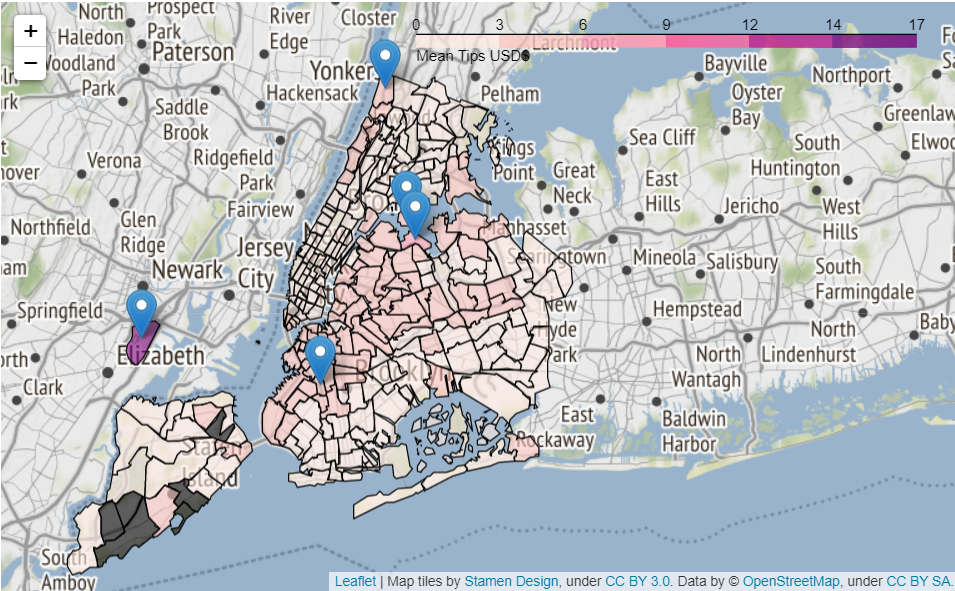 +
−
0
3
6
9
12
14
17
Mean Tips USD$
North
Haledon
Prospect
Park
River
Edge
Closter
Paterson
Yonkers
Larchmont
Woodland
Park
Hackensack
Pelham
Bayville
Northport
Saddle
Brook
Oyster
Bay
Greenlaw
Verona
Ridgefield
Park
Kings
Point
Sea Cliff
South
Huntington
Elwo
nover
Great
Neck
East
Hills
Fairview
Jericho
West
Hills
Northfield
Glen
Ridge
Jersey
City
Manhasset
Newark
Mineola
Salisbury
South
Farmingdale
Springfield
New
Hyde
Park
Hempstead
North
Lindenhurst
Baby
Elizabeth
Brooklyn
North
Wantagh
Clark
East
Rockaway
Baldwin
Harbor
Staten
Island
South
Amboy
Leaflet | Map tiles by Stamen Design, under CC BY 3.0. Data by © OpenStreetMap, under CC BY SA.